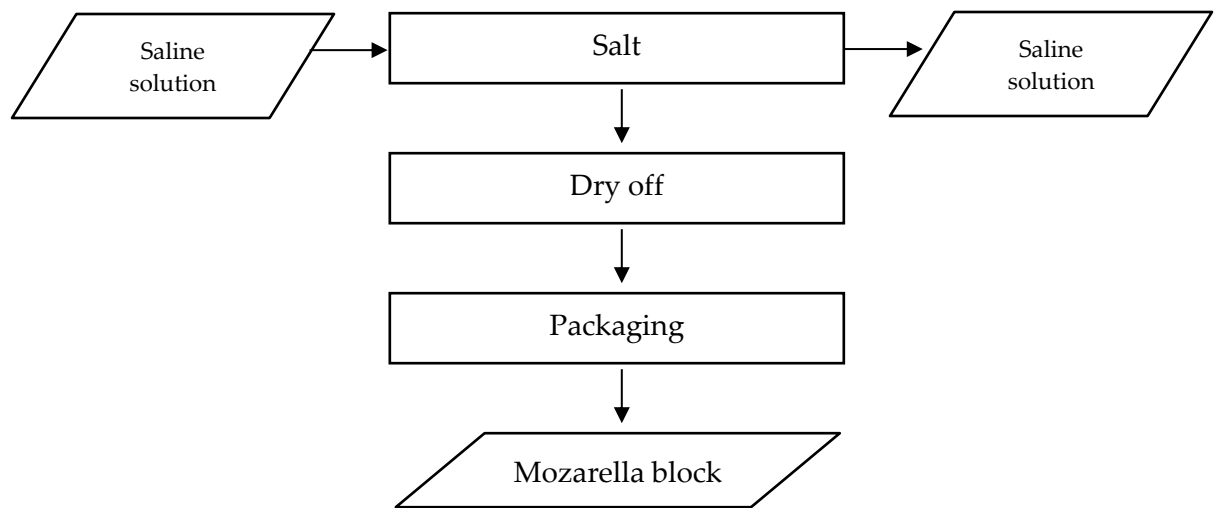 Saline
solution
Salt
Saline
solution
Dry off
Packaging
Mozarella block